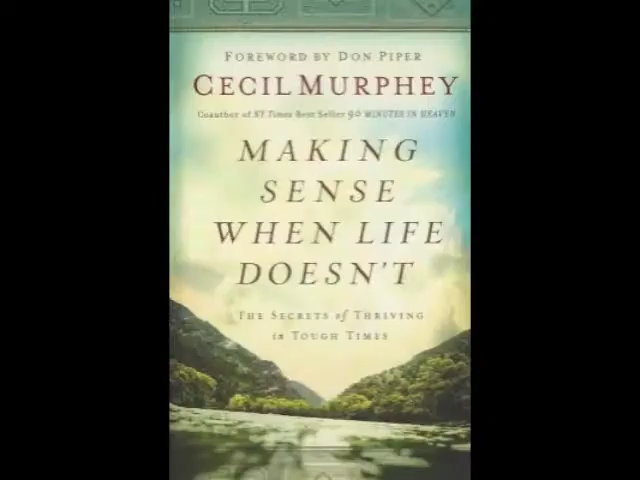 FOREWORD BY DON PIPER
CECIL MURPHEY
Coauthor of NY Times Best Seller 90 MINUTES IN HEAVEN
MAKING
SENSE
WHEN LIFE
DOESN'T
THE SECRETS of THRIVING
in TOUGH TIMES